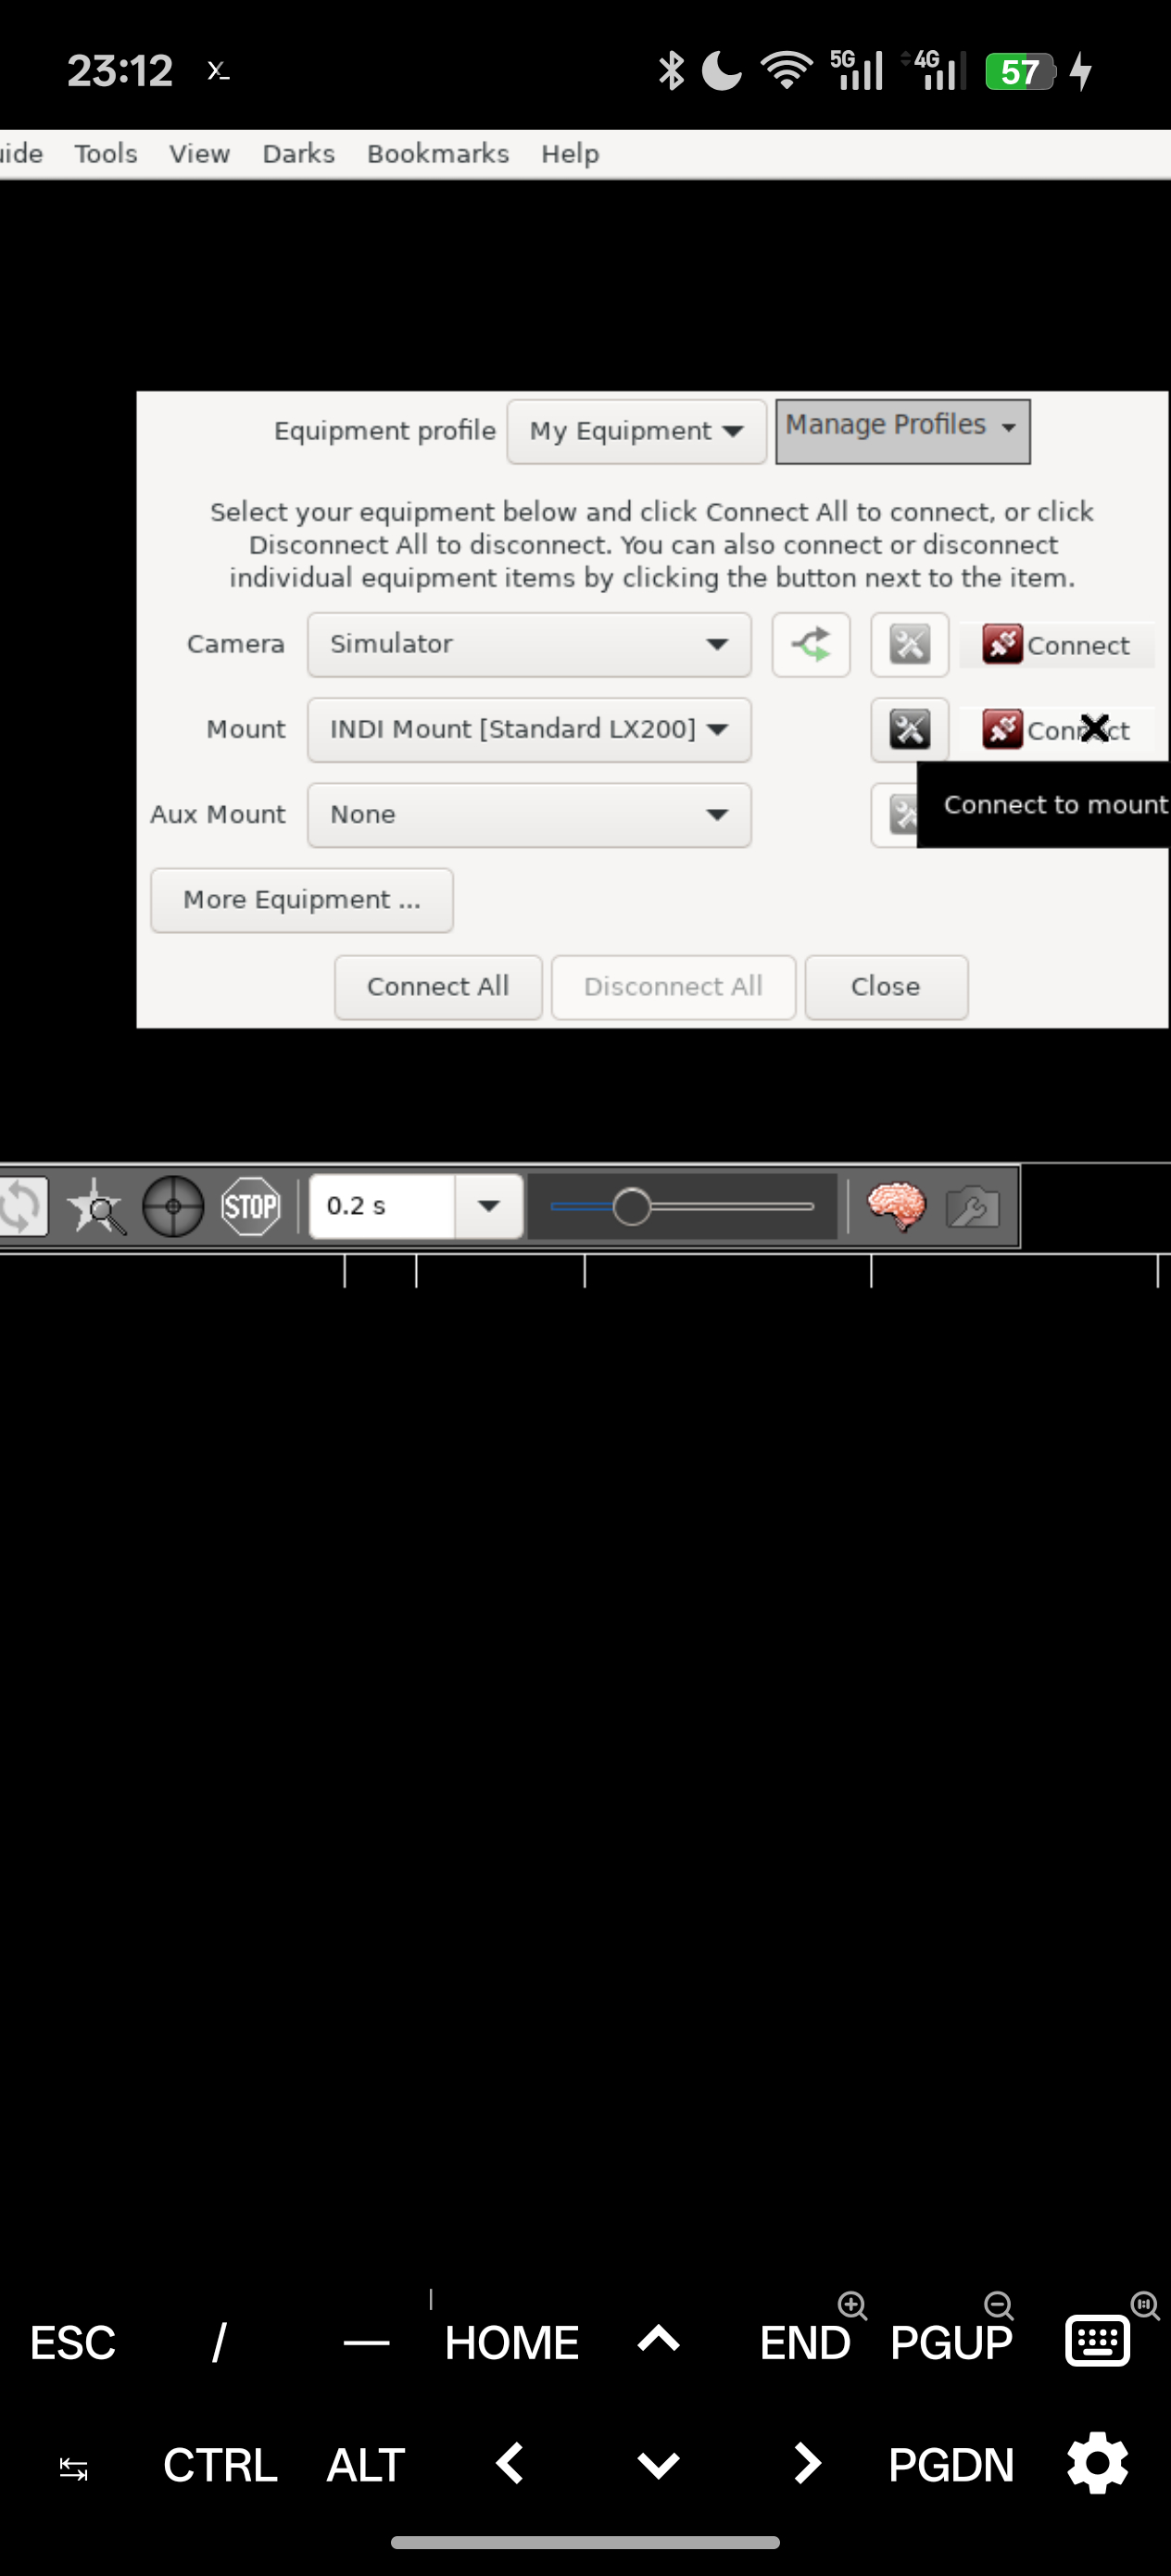 23:12
5G
4G
57
uide Tools View Darks Bookmarks Help
Equipment profile My Equipment Manage Profiles
Select your equipment below and click Connect All to connect, or click
Disconnect All to disconnect. You can also connect or disconnect
individual equipment items by clicking the button next to the item.
Camera Simulator Connect
Mount INDI Mount [Standard LX200] Connect
Aux Mount None Connect to mount
More Equipment ...
Connect All Disconnect All Close
STOP 0.2 s
ESC / — HOME END PGUP
CTRL ALT PGDN